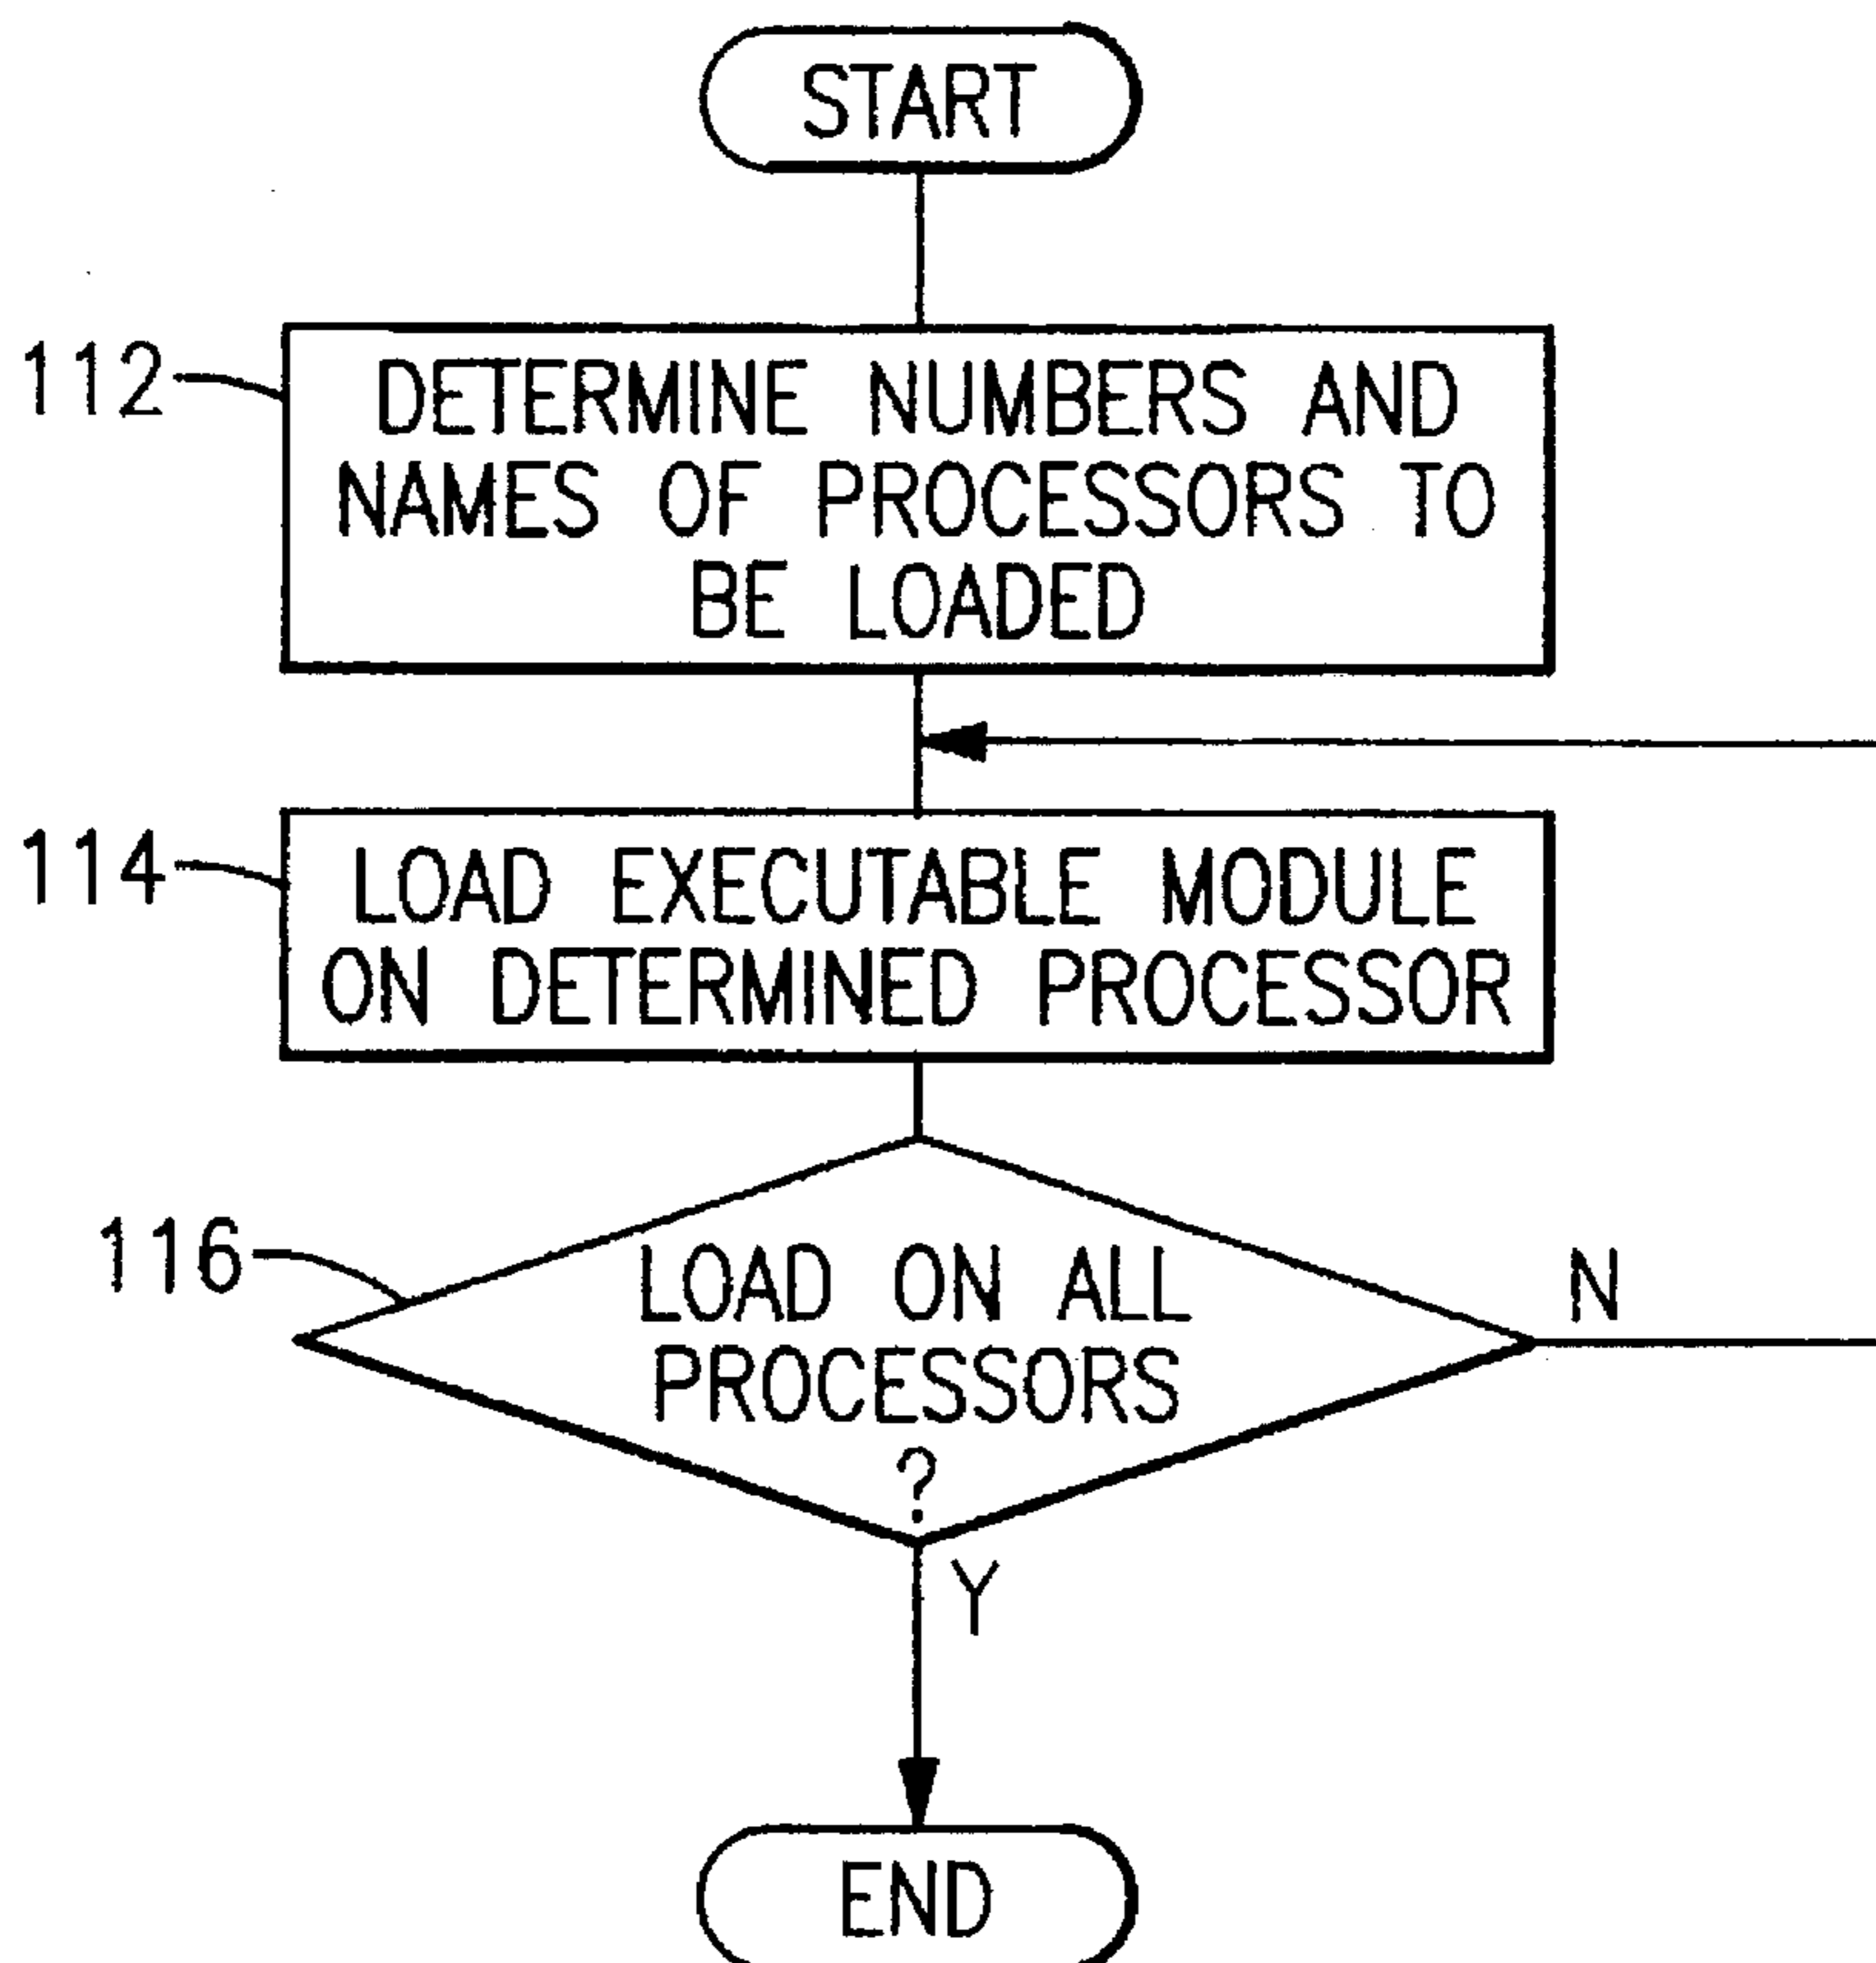 START
112
DETERMINE NUMBERS AND
NAMES OF PROCESSORS TO
BE LOADED
114
LOAD EXECUTABLE MODULE
ON DETERMINED PROCESSOR
116
LOAD ON ALL
PROCESSORS
?
N
Y
END